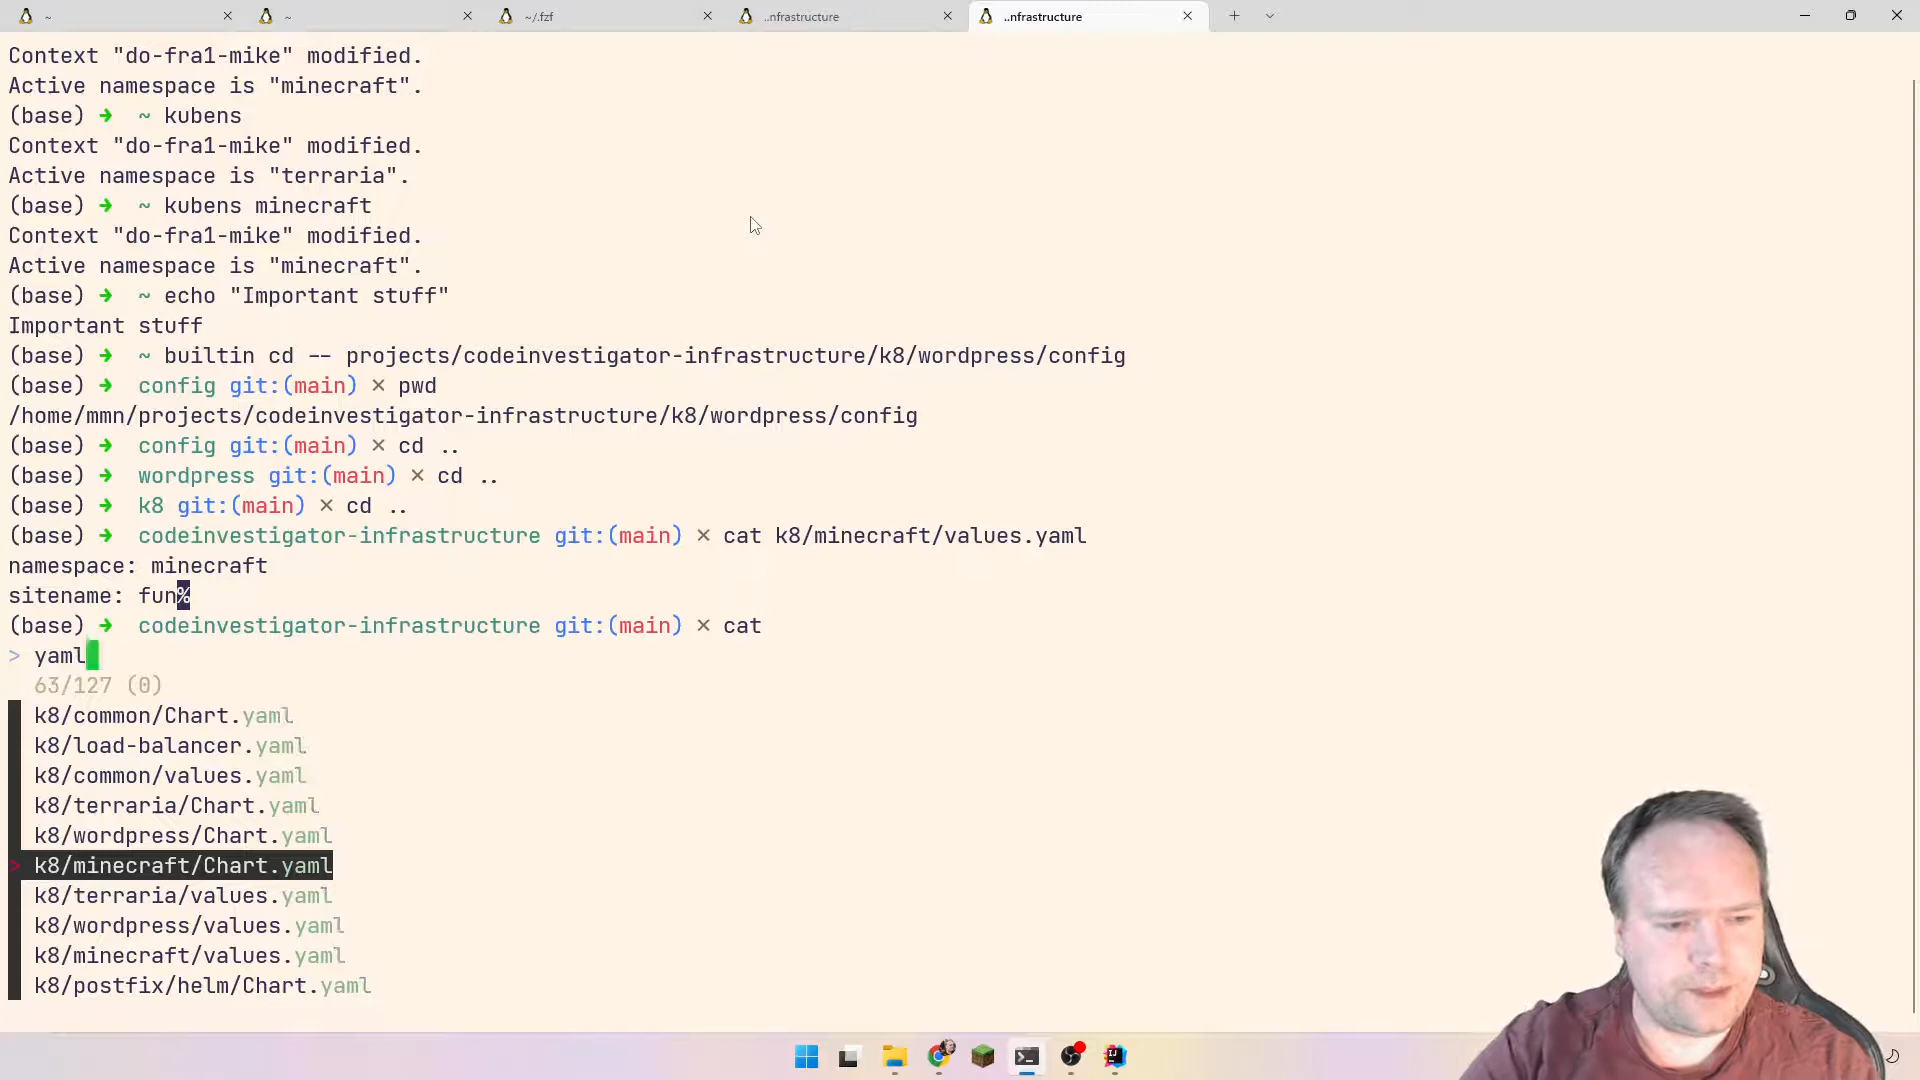 ~
~
~/.fzf
..nfrastructure
..nfrastructure
Context "do-fra1-mike" modified.
Active namespace is "minecraft".
(base) ➜ ~ kubens
Context "do-fra1-mike" modified.
Active namespace is "terraria".
(base) ➜ ~ kubens minecraft
Context "do-fra1-mike" modified.
Active namespace is "minecraft".
(base) ➜ ~ echo "Important stuff"
Important stuff
(base) ➜ ~ builtin cd -- projects/codeinvestigator-infrastructure/k8/wordpress/config
(base) ➜ config git:(main) ✗ pwd
/home/mmn/projects/codeinvestigator-infrastructure/k8/wordpress/config
(base) ➜ config git:(main) ✗ cd ..
(base) ➜ wordpress git:(main) ✗ cd ..
(base) ➜ k8 git:(main) ✗ cd ..
(base) ➜ codeinvestigator-infrastructure git:(main) ✗ cat k8/minecraft/values.yaml
namespace: minecraft
sitename: fun%
(base) ➜ codeinvestigator-infrastructure git:(main) ✗ cat
> yaml
63/127 (0)
k8/common/Chart.yaml
k8/load-balancer.yaml
k8/common/values.yaml
k8/terraria/Chart.yaml
k8/wordpress/Chart.yaml
> k8/minecraft/Chart.yaml
k8/terraria/values.yaml
k8/wordpress/values.yaml
k8/minecraft/values.yaml
k8/postfix/helm/Chart.yaml